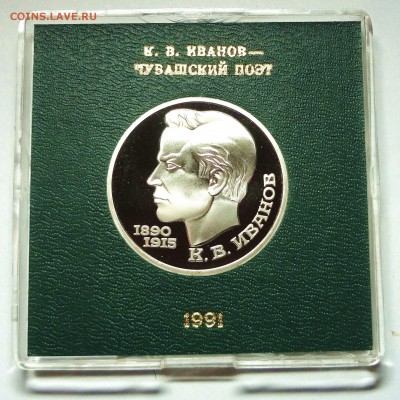 COINS.LAVE.RU
К. В. ИВАНОВ—
ЧУВАШСКИЙ ПОЭТ
1890
1915
К. В. ИВАНОВ
1991